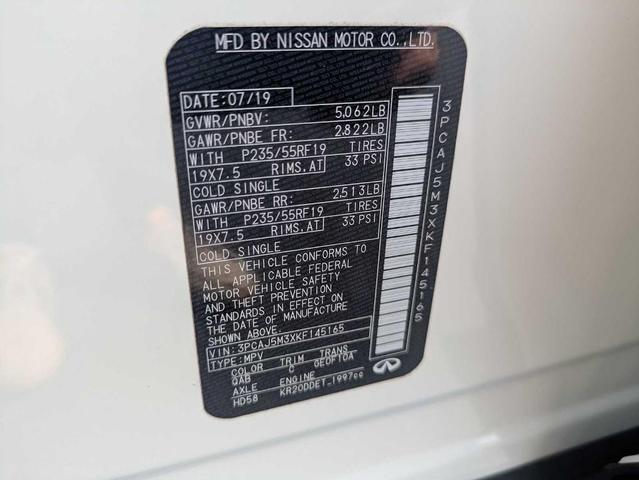 MFD BY NISSAN MOTOR CO.,LTD.
DATE:07/19
GVWR/PNBV: 5.062LB
GAWR/PNBE FR: 2.822LB
WITH P235/55RF19 TIRES
19X7.5 RIMS.AT 33 PSI
COLD SINGLE
GAWR/PNBE RR: 2.513LB
WITH P235/55RF19 TIRES
19X7.5 RIMS.AT 33 PSI
COLD SINGLE
THIS VEHICLE CONFORMS TO
ALL APPLICABLE FEDERAL
MOTOR VEHICLE SAFETY
AND THEFT PREVENTION
STANDARDS IN EFFECT ON
THE DATE OF MANUFACTURE
SHOWN ABOVE.
VIN:3PCAJ5M3XKF145165
TYPE:MPV
COLOR TRIM TRANS
QAB C GE0F10A
AXLE ENGINE
HD58 KR20DDET_1997cc
3PCAJ5M3XKF145165